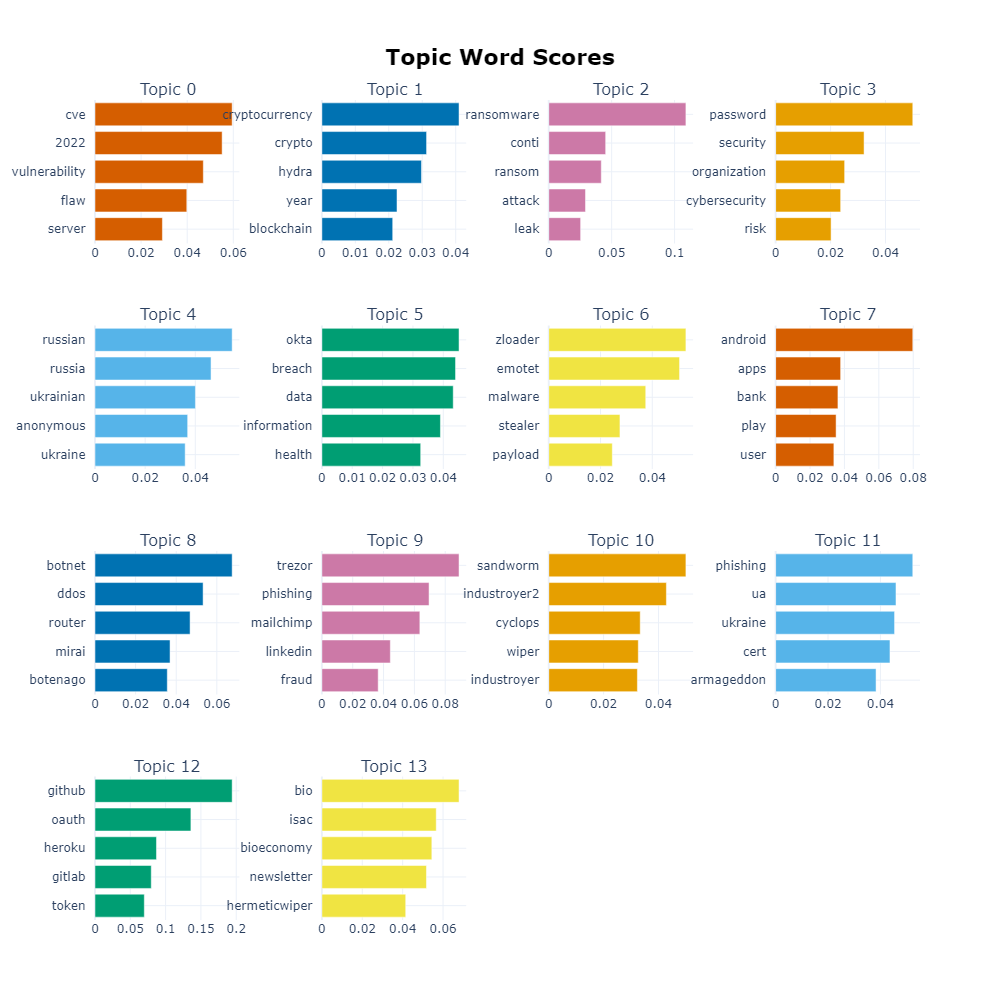 Topic Word Scores
Topic 0
cve
2022
vulnerability
flaw
server
0 0.02 0.04 0.06
Topic 1
cryptocurrency
crypto
hydra
year
blockchain
0 0.01 0.02 0.03 0.04
Topic 2
ransomware
conti
ransom
attack
leak
0 0.05 0.1
Topic 3
password
security
organization
cybersecurity
risk
0 0.02 0.04
Topic 4
russian
russia
ukrainian
anonymous
ukraine
0 0.02 0.04
Topic 5
okta
breach
data
information
health
0 0.01 0.02 0.03 0.04
Topic 6
zloader
emotet
malware
stealer
payload
0 0.02 0.04
Topic 7
android
apps
bank
play
user
0 0.02 0.04 0.06 0.08
Topic 8
botnet
ddos
router
mirai
botenago
0 0.02 0.04 0.06
Topic 9
trezor
phishing
mailchimp
linkedin
fraud
0 0.02 0.04 0.06 0.08
Topic 10
sandworm
industroyer2
cyclops
wiper
industroyer
0 0.02 0.04
Topic 11
phishing
ua
ukraine
cert
armageddon
0 0.02 0.04
Topic 12
github
oauth
heroku
gitlab
token
0 0.05 0.1 0.15 0.2
Topic 13
bio
isac
bioeconomy
newsletter
hermeticwiper
0 0.02 0.04 0.06